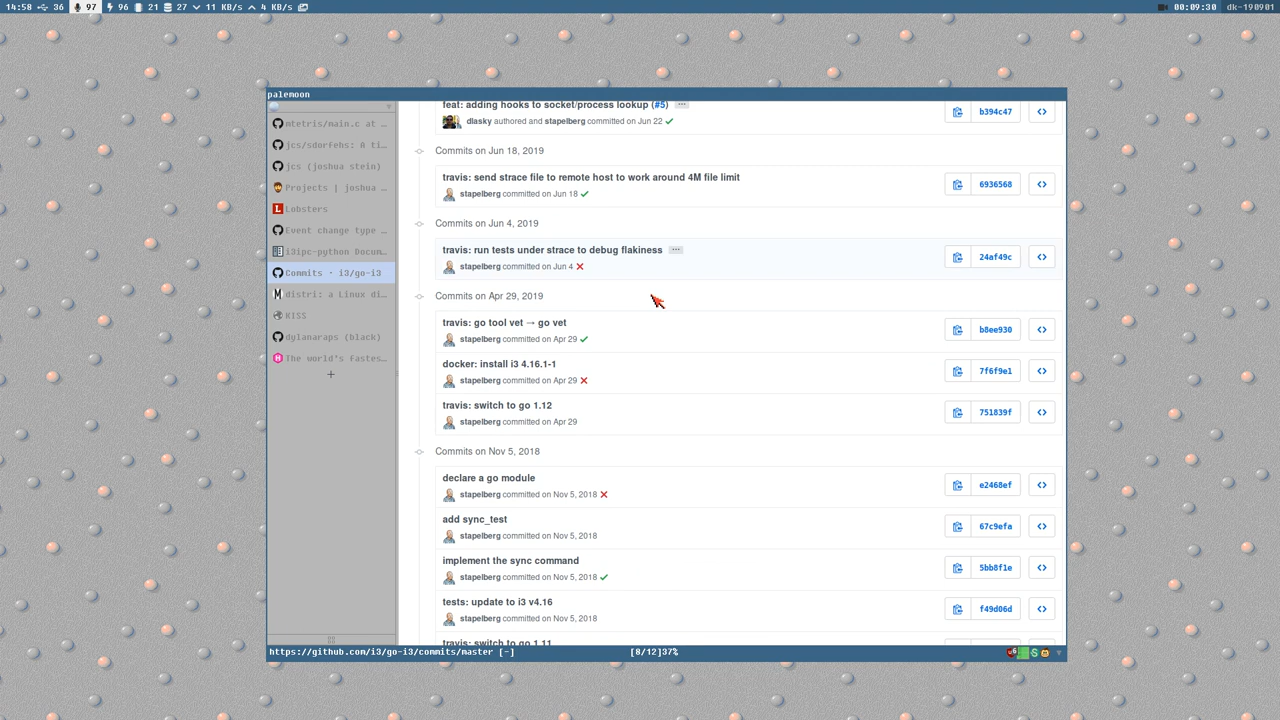 14:58 36 97 96 21 27 11 KB/s 4 KB/s 00:09:30 dk-190901
palemoon
mtetris/main.c at …
jcs/sdorfehs: A ti…
jcs (joshua stein)
Projects | joshua …
Lobsters
Event change type …
i3ipc-python Docum…
Commits · i3/go-i3
distri: a Linux di…
KISS
dylanaraps (black)
The world's fastes…
+
feat: adding hooks to socket/process lookup (#5) …
dlasky authored and stapelberg committed on Jun 22
b394c47
Commits on Jun 18, 2019
travis: send strace file to remote host to work around 4M file limit
stapelberg committed on Jun 18
6936568
Commits on Jun 4, 2019
travis: run tests under strace to debug flakiness …
stapelberg committed on Jun 4
24af49c
Commits on Apr 29, 2019
travis: go tool vet → go vet
stapelberg committed on Apr 29
b8ee930
docker: install i3 4.16.1-1
stapelberg committed on Apr 29
7f6f9e1
travis: switch to go 1.12
stapelberg committed on Apr 29
751839f
Commits on Nov 5, 2018
declare a go module
stapelberg committed on Nov 5, 2018
e2468ef
add sync_test
stapelberg committed on Nov 5, 2018
67c9efa
implement the sync command
stapelberg committed on Nov 5, 2018
5bb8f1e
tests: update to i3 v4.16
stapelberg committed on Nov 5, 2018
f49d06d
travis: switch to go 1.11
https://github.com/i3/go-i3/commits/master [-] [8/12]37%